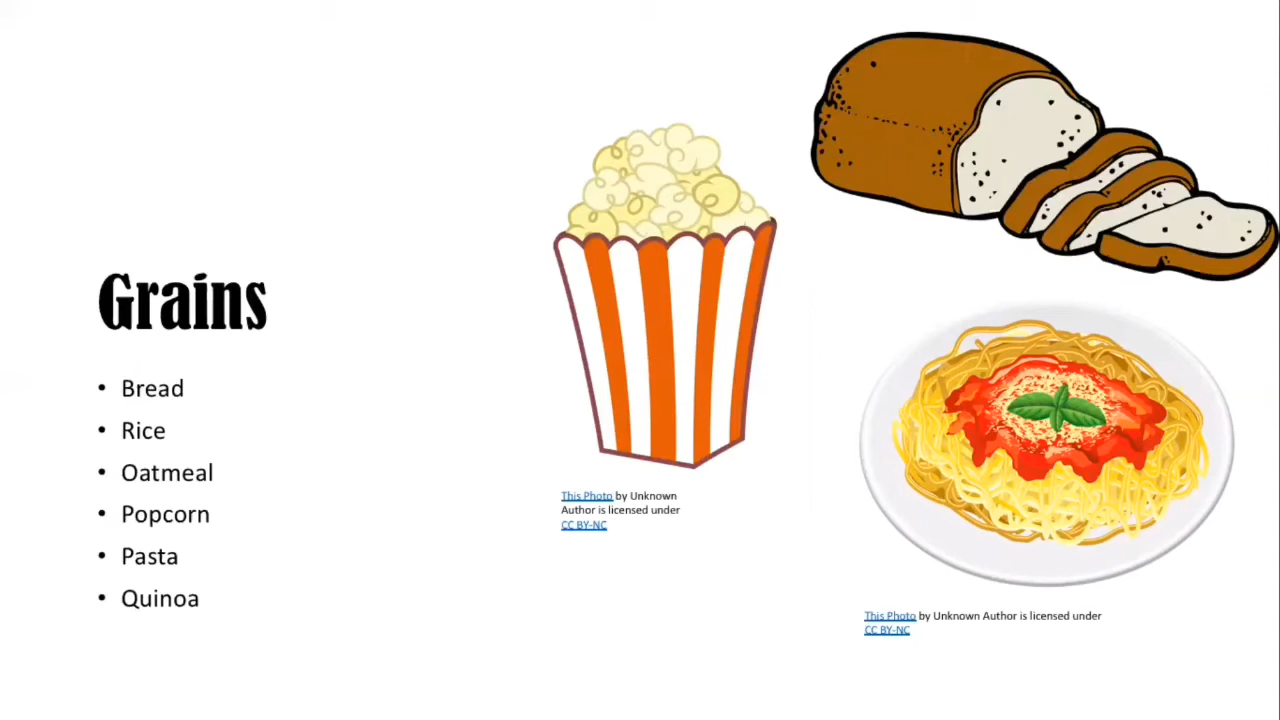 Grains
• Bread
• Rice
• Oatmeal
• Popcorn
• Pasta
• Quinoa
This Photo by Unknown
Author is licensed under
CC BY-NC
This Photo by Unknown Author is licensed under
CC BY-NC